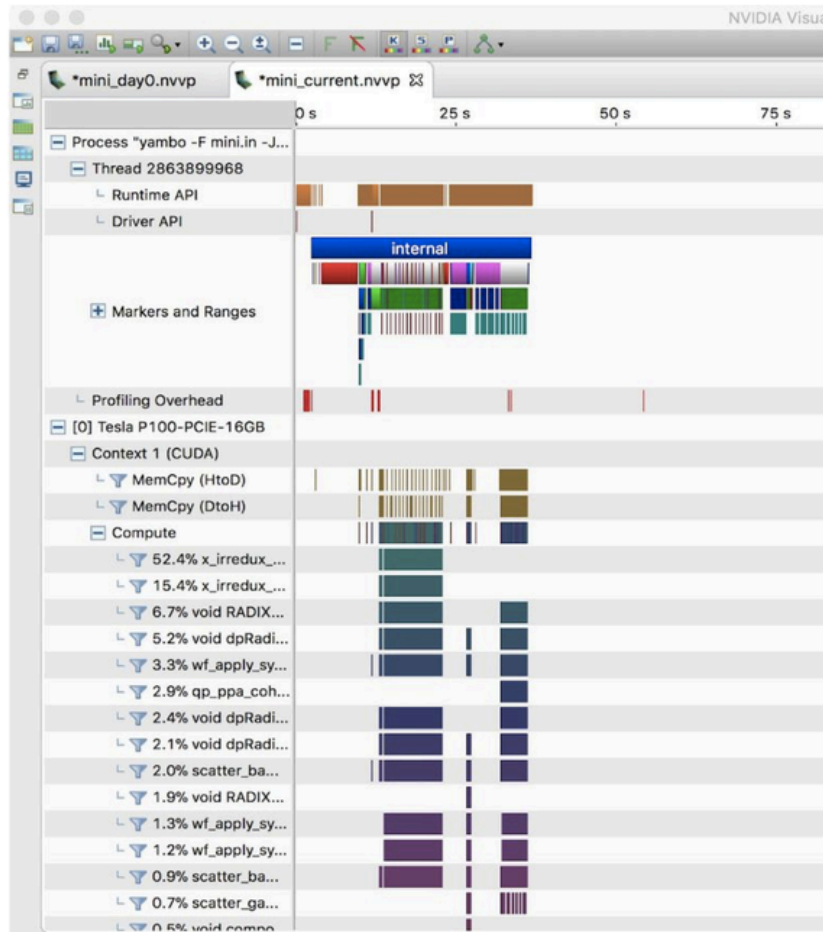 NVIDIA Visua
*mini_day0.nvvp
*mini_current.nvvp
0 s 25 s 50 s 75 s
Process "yambo -F mini.in -J...
Thread 2863899968
Runtime API
Driver API
internal
Markers and Ranges
Profiling Overhead
[0] Tesla P100-PCIE-16GB
Context 1 (CUDA)
MemCpy (HtoD)
MemCpy (DtoH)
Compute
52.4% x_irredux_...
15.4% x_irredux_...
6.7% void RADIX...
5.2% void dpRadi...
3.3% wf_apply_sy...
2.9% qp_ppa_coh...
2.4% void dpRadi...
2.1% void dpRadi...
2.0% scatter_ba...
1.9% void RADIX...
1.3% wf_apply_sy...
1.2% wf_apply_sy...
0.9% scatter_ba...
0.7% scatter_ga...
0.5% void compo...